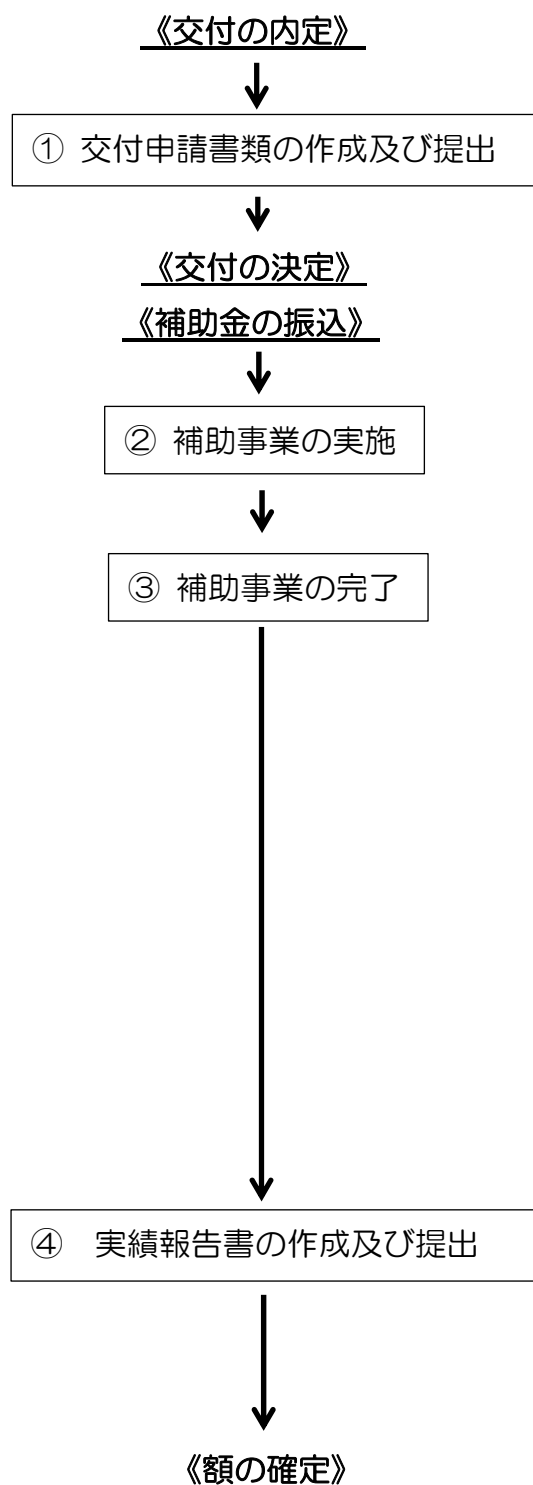 《交付の内定》
① 交付申請書類の作成及び提出
《交付の決定》
《補助金の振込》
② 補助事業の実施
③ 補助事業の完了
④　実績報告書の作成及び提出
《額の確定》